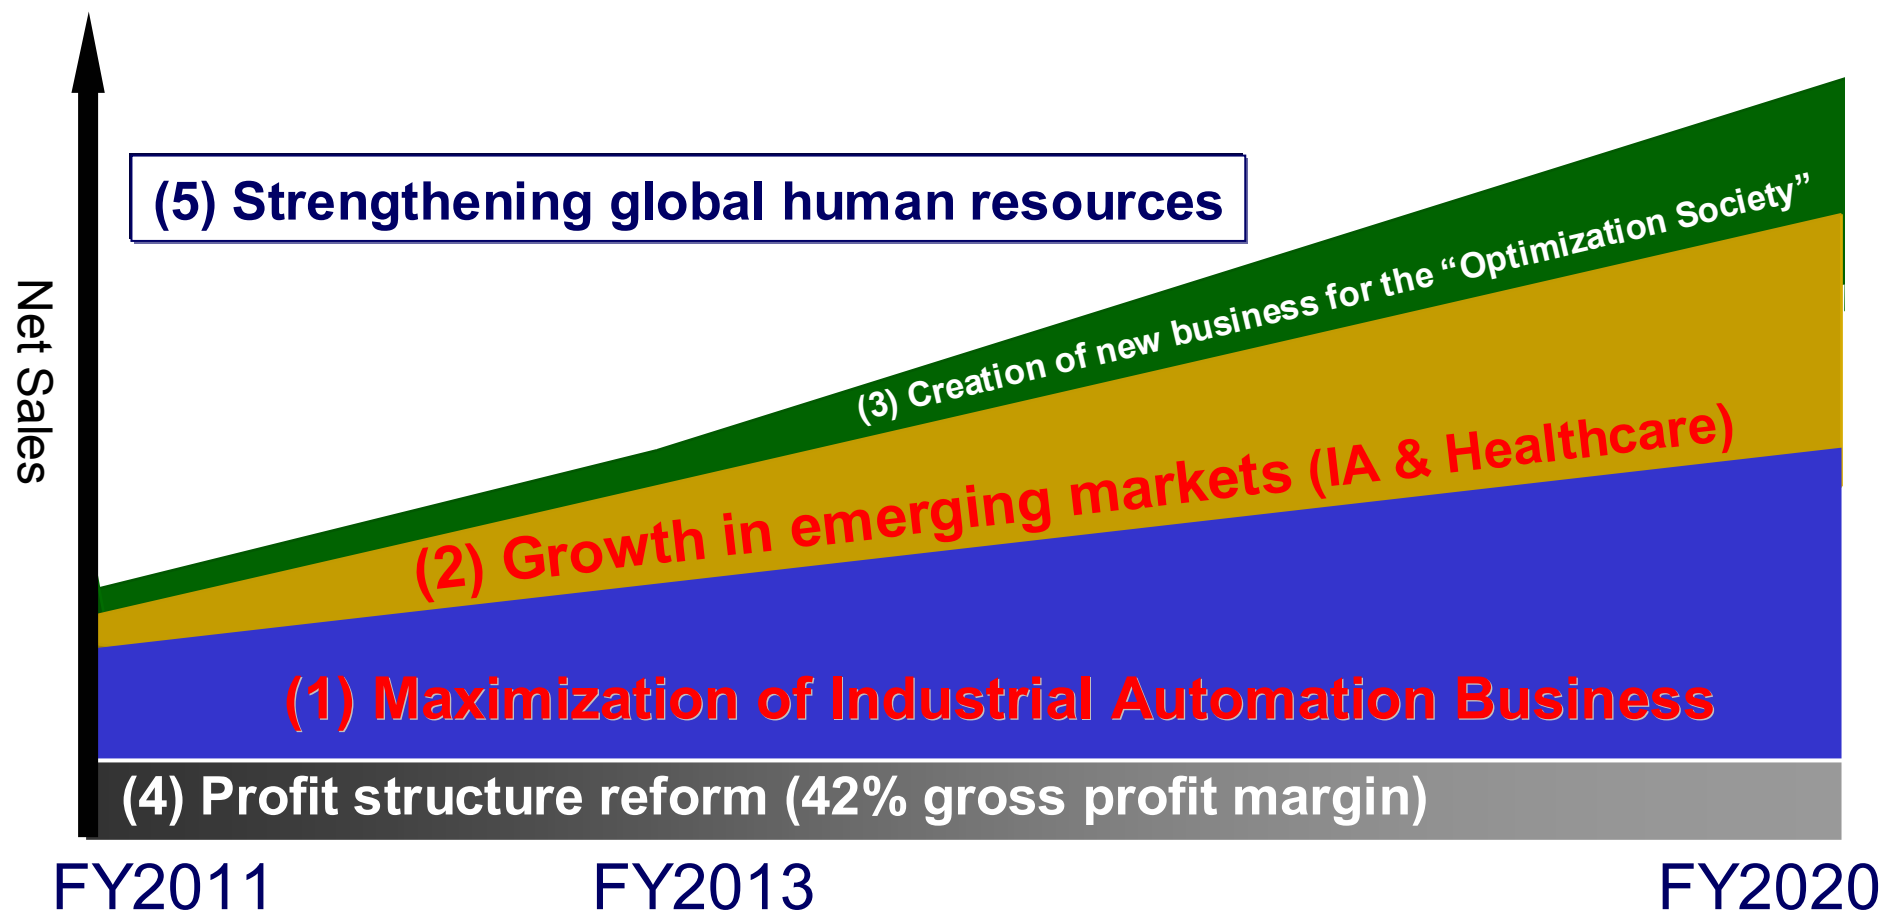 (5) Strengthening global human resources
Net Sales
(3) Creation of new business for the “Optimization Society”
(2) Growth in emerging markets (IA & Healthcare)
(1) Maximization of Industrial Automation Business
(4) Profit structure reform (42% gross profit margin)
FY2011 FY2013 FY2020